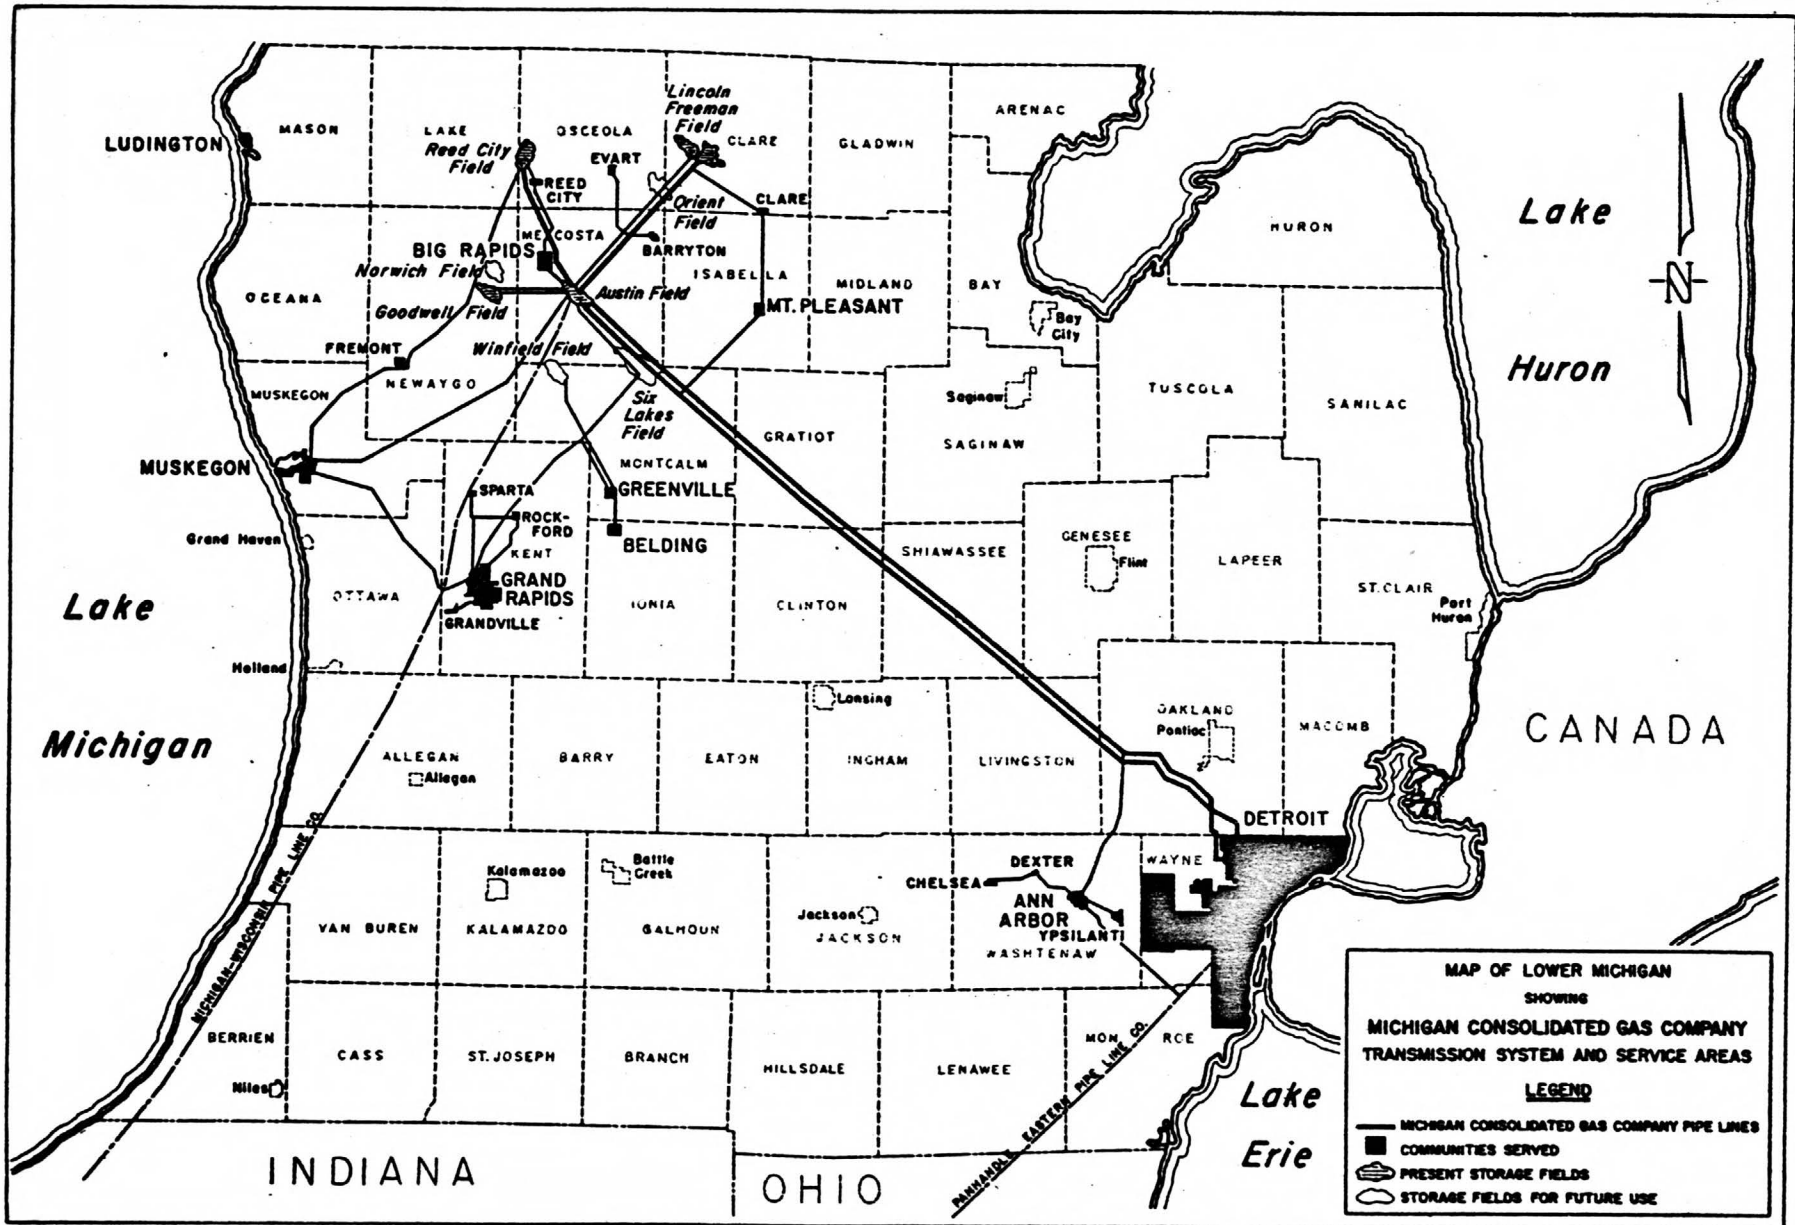 Lincoln
Freeman
Field
MASON
LAKE
OSCEOLA
CLARE
GLADWIN
ARENAC
LUDINGTON
Reed City
Field
EVART
REED
CITY
CLARE
Orient
Field
Lake
Huron
HURON
N
MECOSTA
BIG RAPIDS
BARRYTON
Norwich Field
ISABELLA
MIDLAND
BAY
OCEANA
Goodwell Field
Austin Field
MT. PLEASANT
Bay
City
FREMONT
Winfield Field
NEWAYGO
MUSKEGON
Six
Lakes
Field
Saginaw
TUSCOLA
SANILAC
GRATIOT
SAGINAW
MUSKEGON
MONTCALM
SPARTA
GREENVILLE
ROCK-
FORD
Grand Haven
KENT
BELDING
SHIAWASSEE
GENESEE
Flint
LAPEER
ST. CLAIR
Port
Huron
Lake
Michigan
OTTAWA
GRAND
RAPIDS
GRANDVILLE
IONIA
CLINTON
Holland
Lansing
OAKLAND
Pontiac
MACOMB
CANADA
ALLEGAN
Allegan
BARRY
EATON
INGHAM
LIVINGSTON
MICHIGAN-WISCONSIN PIPE LINE CO.
DETROIT
Kalamazoo
Battle
Creek
DEXTER
WAYNE
CHELSEA
ANN
ARBOR
YPSILANTI
Jackson
VAN BUREN
KALAMAZOO
CALHOUN
JACKSON
WASHTENAW
BERRIEN
CASS
ST. JOSEPH
BRANCH
HILLSDALE
LENAWEE
MONROE
Niles
PANHANDLE EASTERN PIPE LINE CO.
Lake
Erie
INDIANA
OHIO
MAP OF LOWER MICHIGAN
SHOWING
MICHIGAN CONSOLIDATED GAS COMPANY
TRANSMISSION SYSTEM AND SERVICE AREAS
LEGEND
MICHIGAN CONSOLIDATED GAS COMPANY PIPE LINES
COMMUNITIES SERVED
PRESENT STORAGE FIELDS
STORAGE FIELDS FOR FUTURE USE